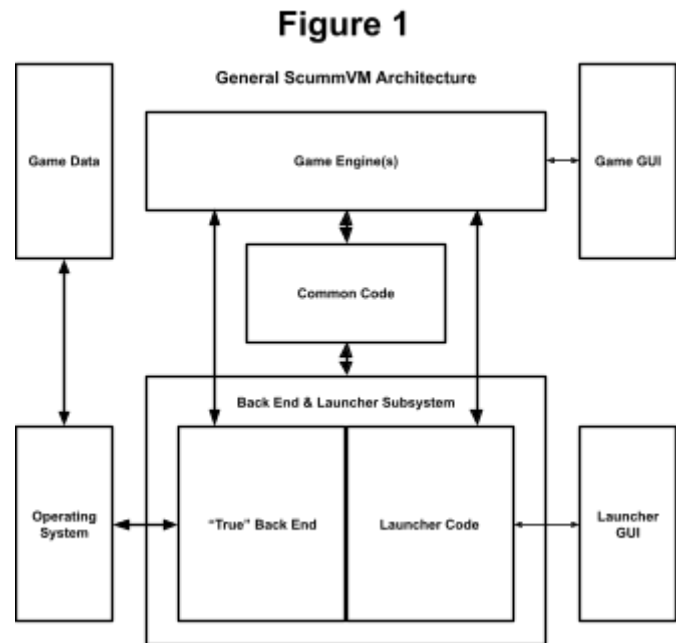 Figure 1
General ScummVM Architecture
Game Data
Game Engine(s)
Game GUI
Common Code
Back End & Launcher Subsystem
Operating
System
“True” Back End
Launcher Code
Launcher
GUI